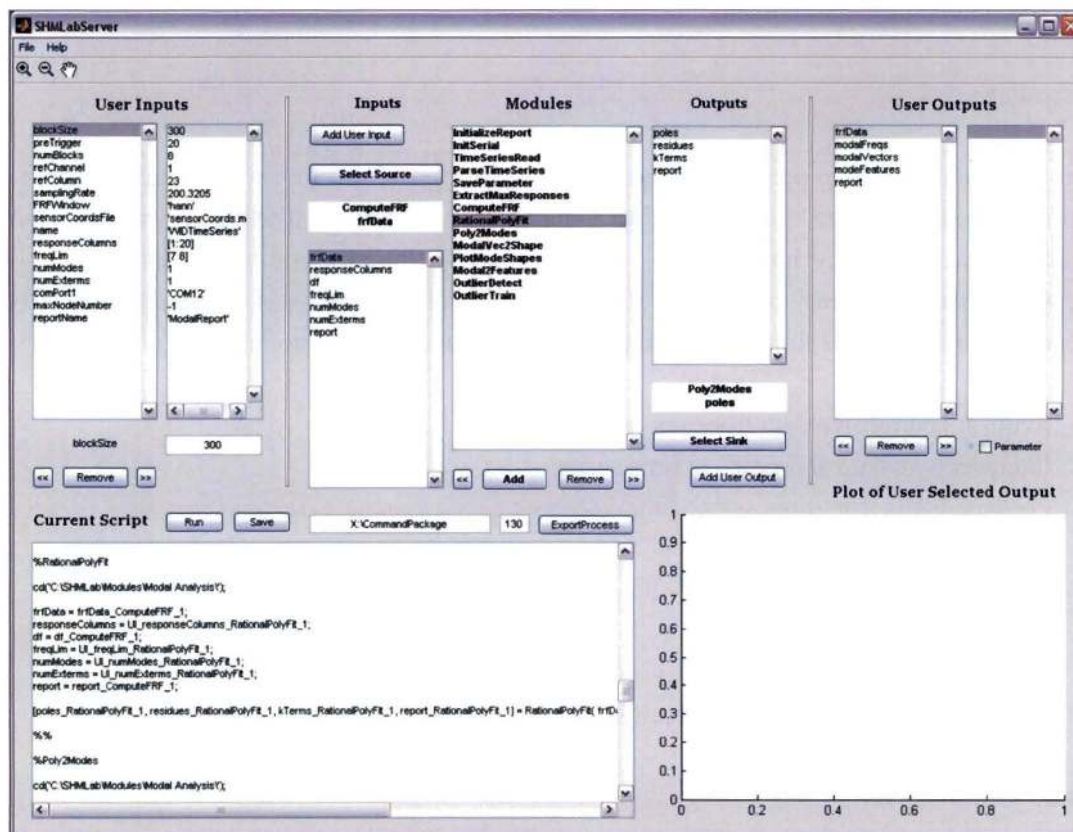 SHMLabServer
File Help
User Inputs
blockSize 300
preTrigger 20
numBlocks 6
refChannel 1
refColumn 23
samplingRate 200.3205
FRFWindow 'hann'
sensorCoordsFile 'sensorCoords.m
name 'WIDTimeSeries'
responseColumns [1:20]
freqLim [7 8]
numModes 1
numExterms 1
comPort1 'COM12'
maxNodeNumber -1
reportName 'ModalReport'
blockSize 300
<< Remove >>
Inputs
Add User Input
Select Source
ComputeFRF
frfData
frfData
responseColumns
df
freqLim
numModes
numExterms
report
Modules
InitializeReport
InitSerial
TimeSeriesRead
ParseTimeSeries
SaveParameter
ExtractMaxResponses
ComputeFRF
RationalPolyFit
Poly2Modes
ModalVec2Shape
PlotModeShapes
Modal2Features
OutlierDetect
OutlierTrain
<< Add Remove >>
Outputs
poles
residues
kTerms
report
Poly2Modes
poles
Select Sink
Add User Output
User Outputs
frfData
modalFreqs
modalVectors
modeFeatures
report
<< Remove >> Parameter
Current Script Run Save X:\CommandPackage 130 ExportProcess
%RationalPolyFit
cd('C:\SHMLab\Modules\Modal Analysis\');
frfData = frfData_ComputeFRF_1;
responseColumns = UI_responseColumns_RationalPolyFit_1;
df = df_ComputeFRF_1;
freqLim = UI_freqLim_RationalPolyFit_1;
numModes = UI_numModes_RationalPolyFit_1;
numExterms = UI_numExterms_RationalPolyFit_1;
report = report_ComputeFRF_1;
[poles_RationalPolyFit_1, residues_RationalPolyFit_1, kTerms_RationalPolyFit_1, report_RationalPolyFit_1] = RationalPolyFit( frfDa
%%
%Poly2Modes
cd('C:\SHMLab\Modules\Modal Analysis\');
Plot of User Selected Output
1
0.9
0.8
0.7
0.6
0.5
0.4
0.3
0.2
0.1
0
0 0.2 0.4 0.6 0.8 1